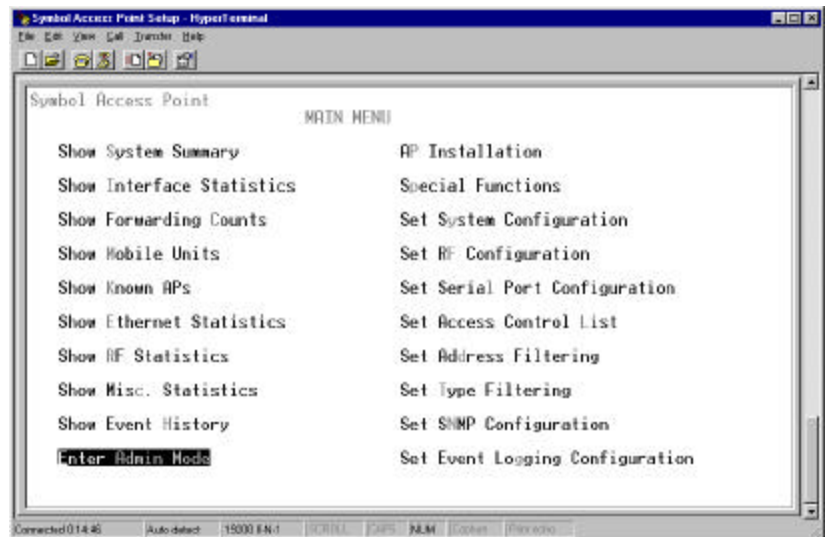 Symbol Access Point Setup - HyperTerminal
File Edit View Call Transfer Help
Symbol Access Point
MAIN MENU
Show System Summary
Show Interface Statistics
Show Forwarding Counts
Show Mobile Units
Show Known APs
Show Ethernet Statistics
Show RF Statistics
Show Misc. Statistics
Show Event History
Enter Admin Mode
AP Installation
Special Functions
Set System Configuration
Set RF Configuration
Set Serial Port Configuration
Set Access Control List
Set Address Filtering
Set Type Filtering
Set SNMP Configuration
Set Event Logging Configuration
Connected 0:14:46 Auto detect 8-N-1 SCROLL CAPS NUM Capture Print echo